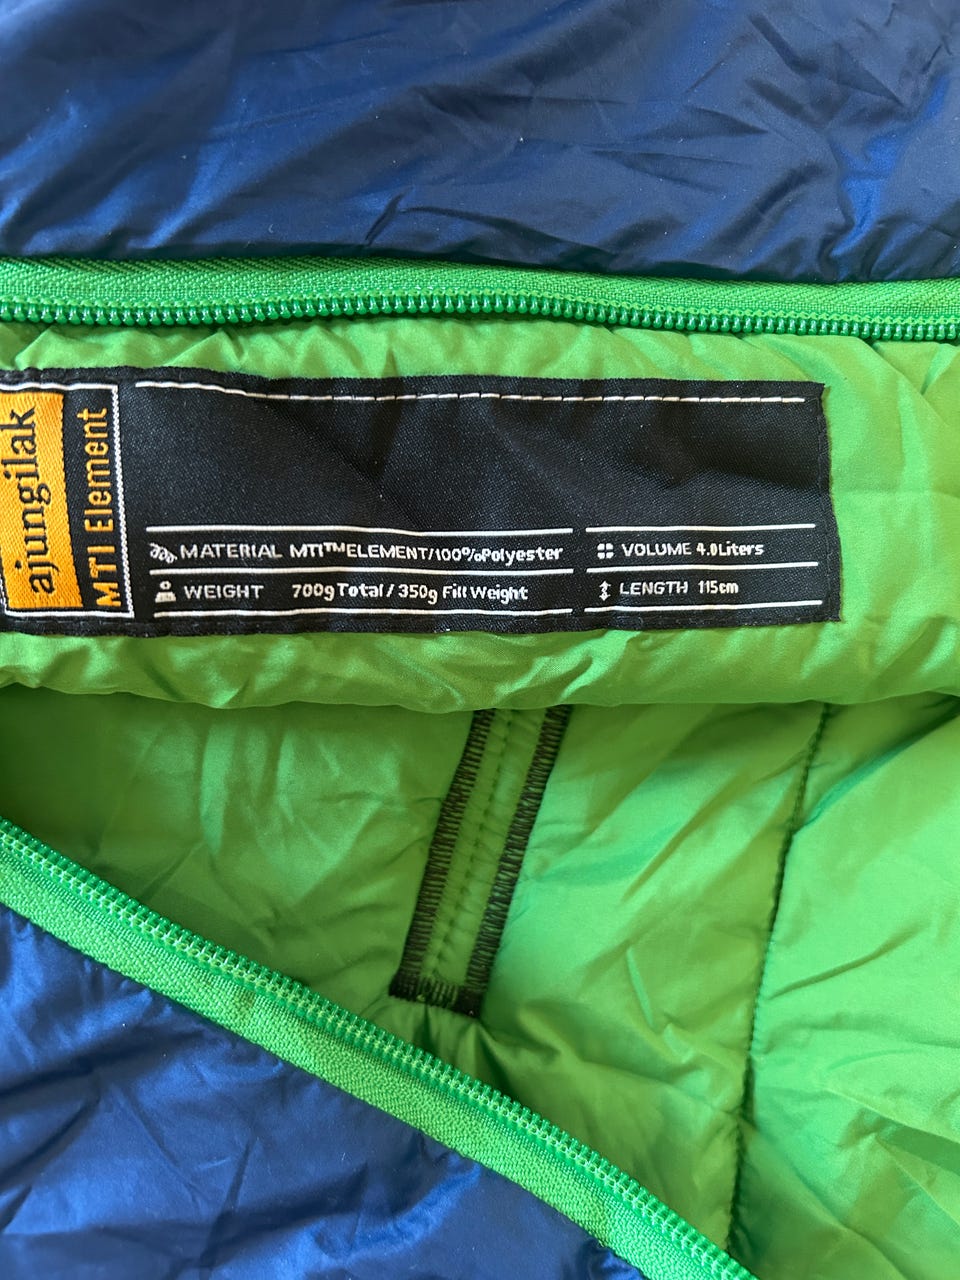 ajungilak
MTI Element
MATERIAL MTI™ELEMENT/100%Polyester
VOLUME 4.0Liters
WEIGHT 700g Total / 350g Fill Weight
LENGTH 115cm